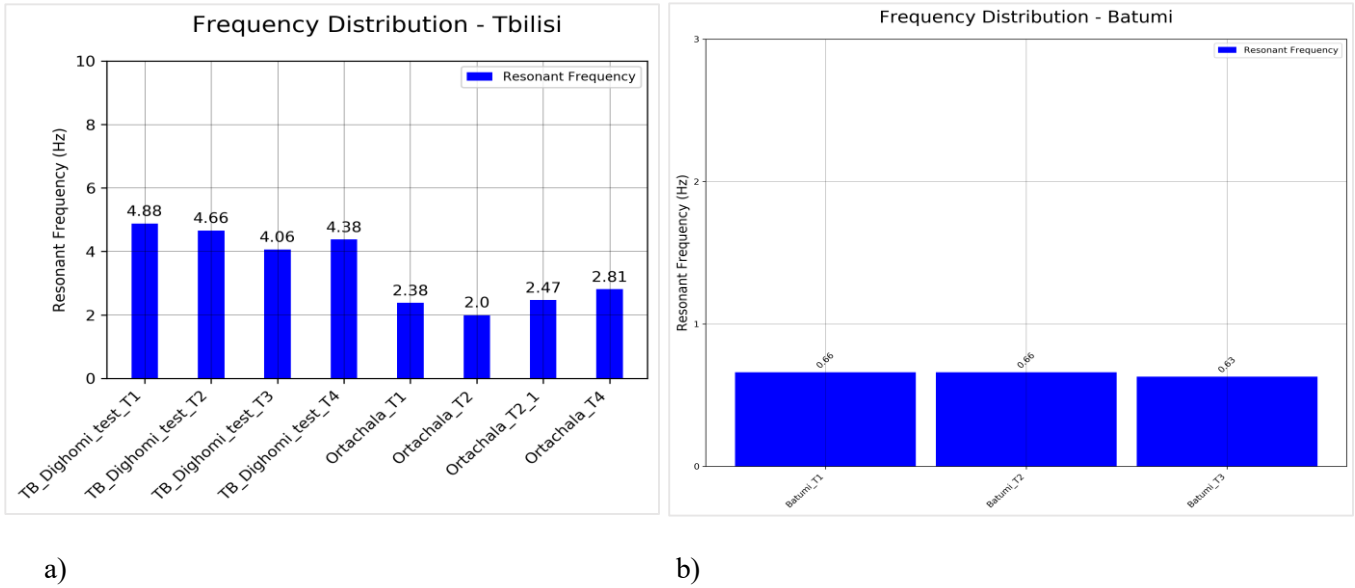 Frequency Distribution - Tbilisi
Resonant Frequency (Hz)
10
8
6
4
2
0
Resonant Frequency
4.88
4.66
4.06
4.38
2.38
2.0
2.47
2.81
TB_Dighomi_test_T1
TB_Dighomi_test_T2
TB_Dighomi_test_T3
TB_Dighomi_test_T4
Ortachala_T1
Ortachala_T2
Ortachala_T2_1
Ortachala_T4
a)
Frequency Distribution - Batumi
Resonant Frequency (Hz)
3
2
1
0
Resonant Frequency
0.66
0.66
0.63
Batumi_T1
Batumi_T2
Batumi_T3
b)